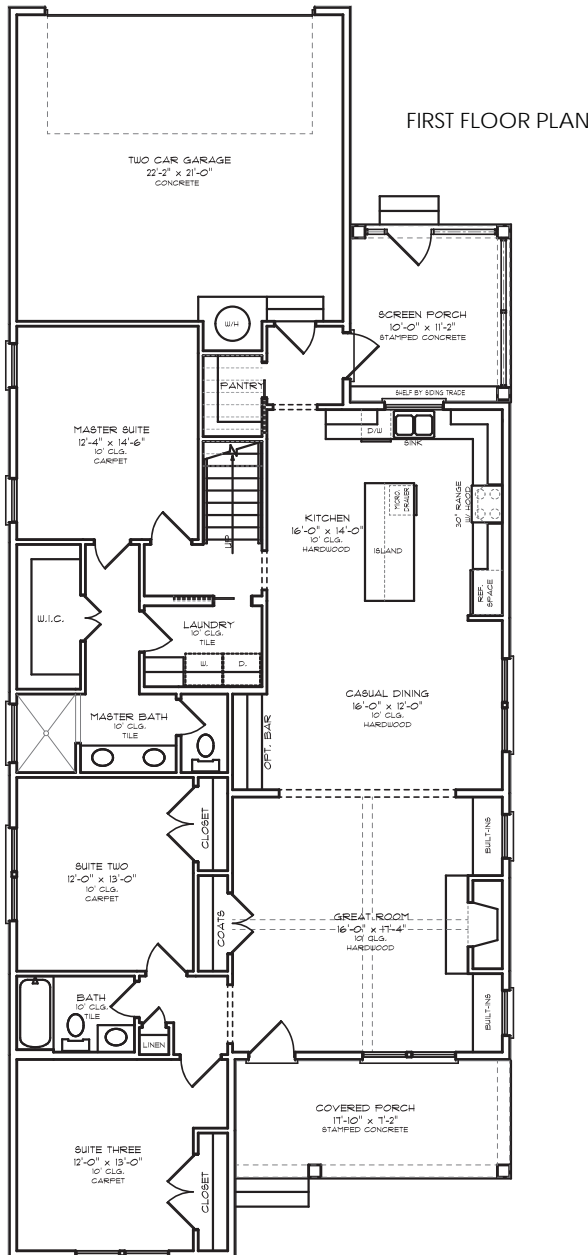 FIRST FLOOR PLAN
TWO CAR GARAGE
22'-2" x 21'-0"
CONCRETE
W/H
SCREEN PORCH
10'-0" x 11'-2"
STAMPED CONCRETE
SHELF BY SIDING TRADE
PANTRY
MASTER SUITE
12'-4" x 14'-6"
10' CLG.
CARPET
D/W
SINK
UP
KITCHEN
16'-0" x 14'-0"
10' CLG.
HARDWOOD
MICRO.
DRAWER
ISLAND
30" RANGE
W/ HOOD
REF.
SPACE
W.I.C.
LAUNDRY
10' CLG.
TILE
W.
D.
MASTER BATH
10' CLG.
TILE
OPT. BAR
CASUAL DINING
16'-0" x 12'-0"
10' CLG.
HARDWOOD
CLOSET
BUILT-INS
SUITE TWO
12'-0" x 13'-0"
10' CLG.
CARPET
COATS
GREAT ROOM
16'-0" x 17'-4"
10' CLG.
HARDWOOD
BATH
10' CLG.
TILE
LINEN
BUILT-INS
COVERED PORCH
17'-10" x 7'-2"
STAMPED CONCRETE
SUITE THREE
12'-0" x 13'-0"
10' CLG.
CARPET
CLOSET